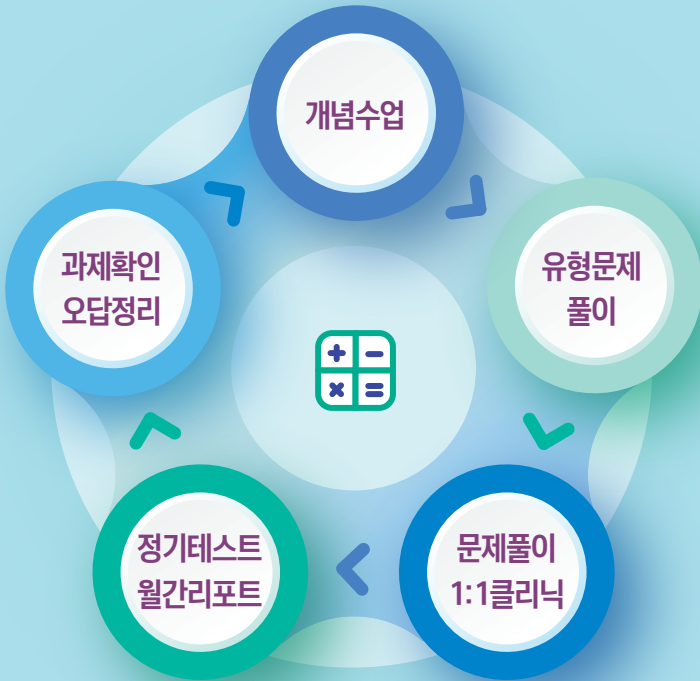 개념수업
유형문제
풀이
문제풀이
1:1클리닉
정기테스트
월간리포트
과제확인
오답정리